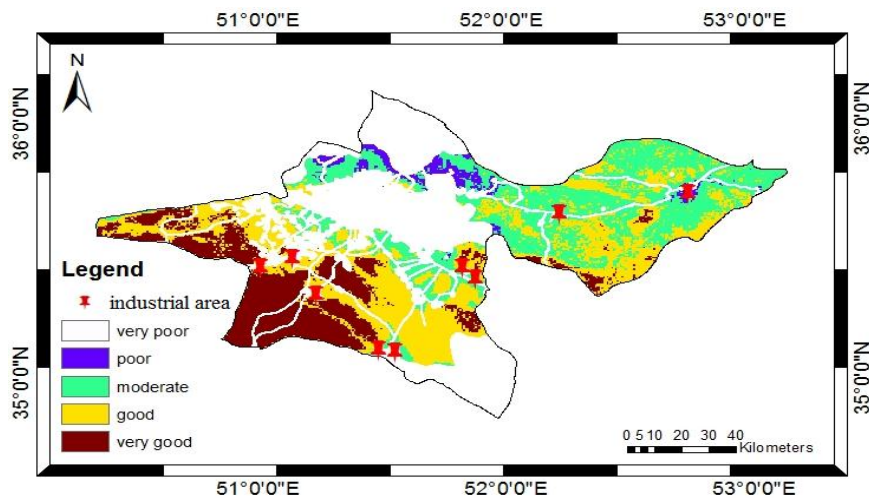 51°0'0"E 52°0'0"E 53°0'0"E
N
36°0'0"N 36°0'0"N
35°0'0"N 35°0'0"N
Legend
industrial area
very poor
poor
moderate
good
very good
0 5 10 20 30 40 Kilometers
51°0'0"E 52°0'0"E 53°0'0"E